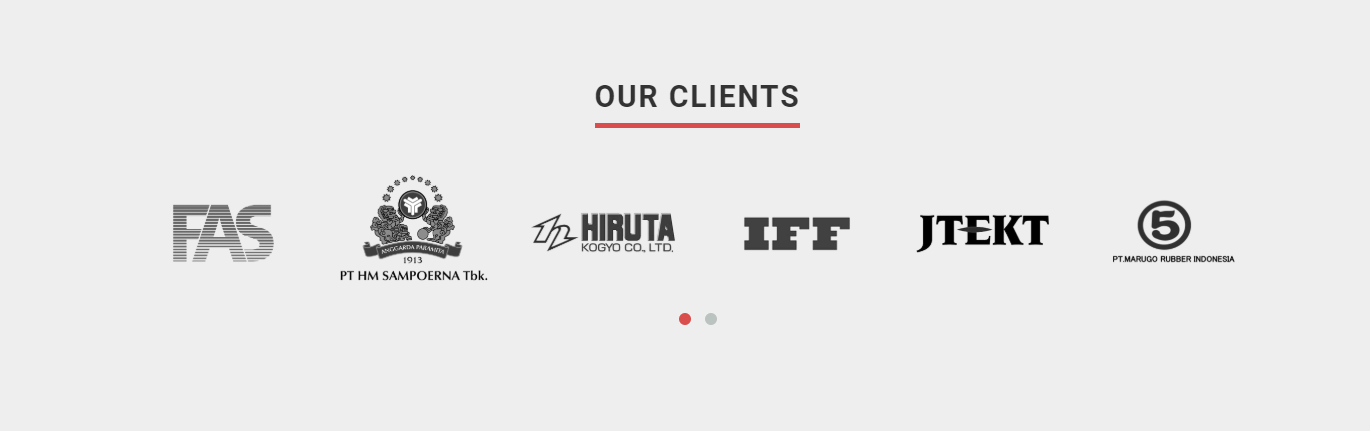 OUR CLIENTS
FAS
ANGGARDA PARAMITA
1913
PT HM SAMPOERNA Tbk.
HIRUTA
KOGYO CO., LTD.
IFF
JTEKT
5
PT.MARUGO RUBBER INDONESIA